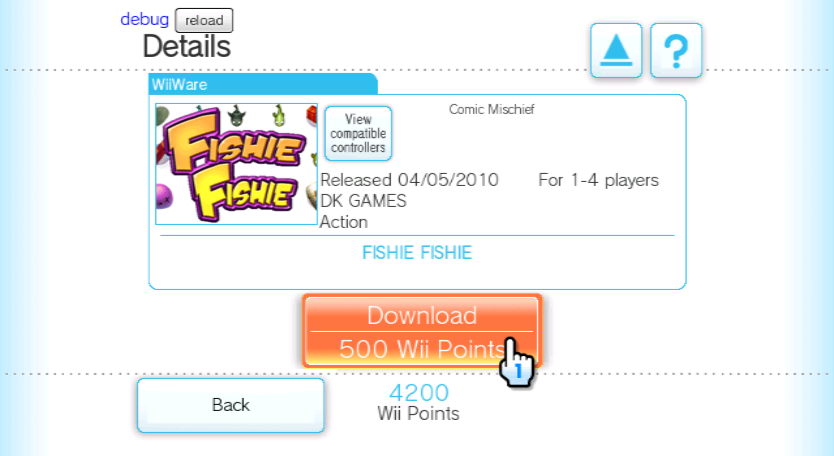 debug reload
Details
?
WiiWare
FISHIE
FISHIE
View
compatible
controllers
Comic Mischief
Released 04/05/2010 For 1-4 players
DK GAMES
Action
FISHIE FISHIE
Download
500 Wii Points
1
Back
4200
Wii Points